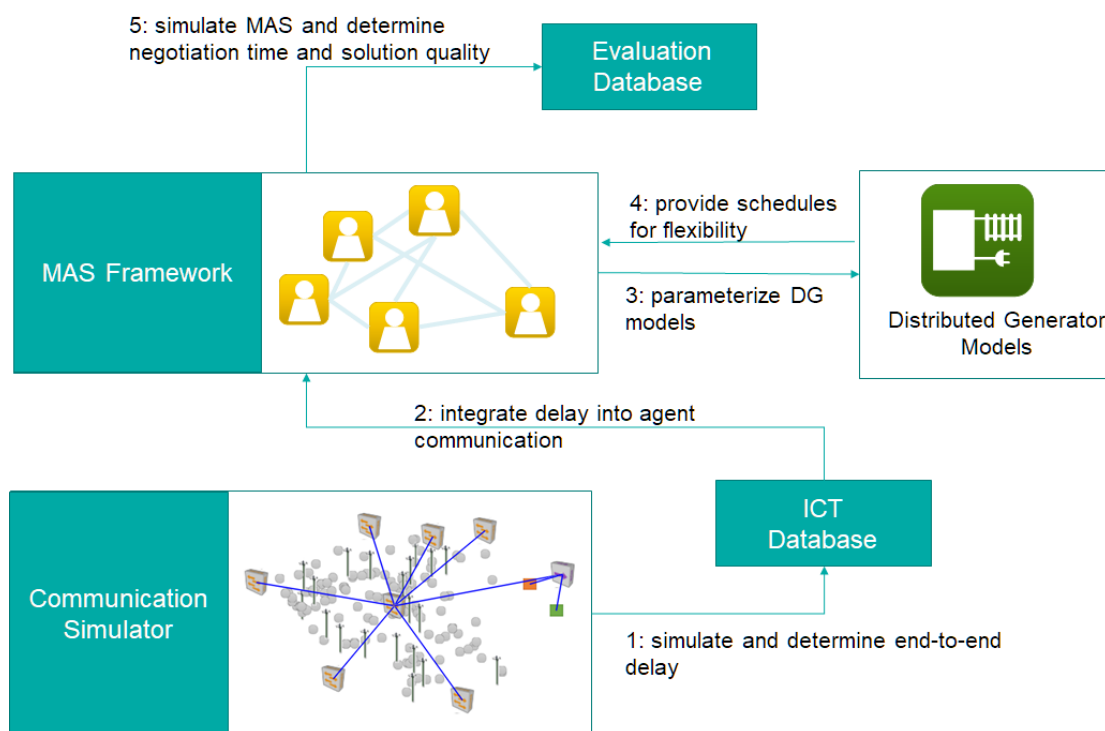 5: simulate MAS and determine
negotiation time and solution quality
Evaluation
Database
MAS Framework
4: provide schedules
for flexibility
3: parameterize DG
models
Distributed Generator
Models
2: integrate delay into agent
communication
ICT
Database
Communication
Simulator
1: simulate and determine end-to-end
delay